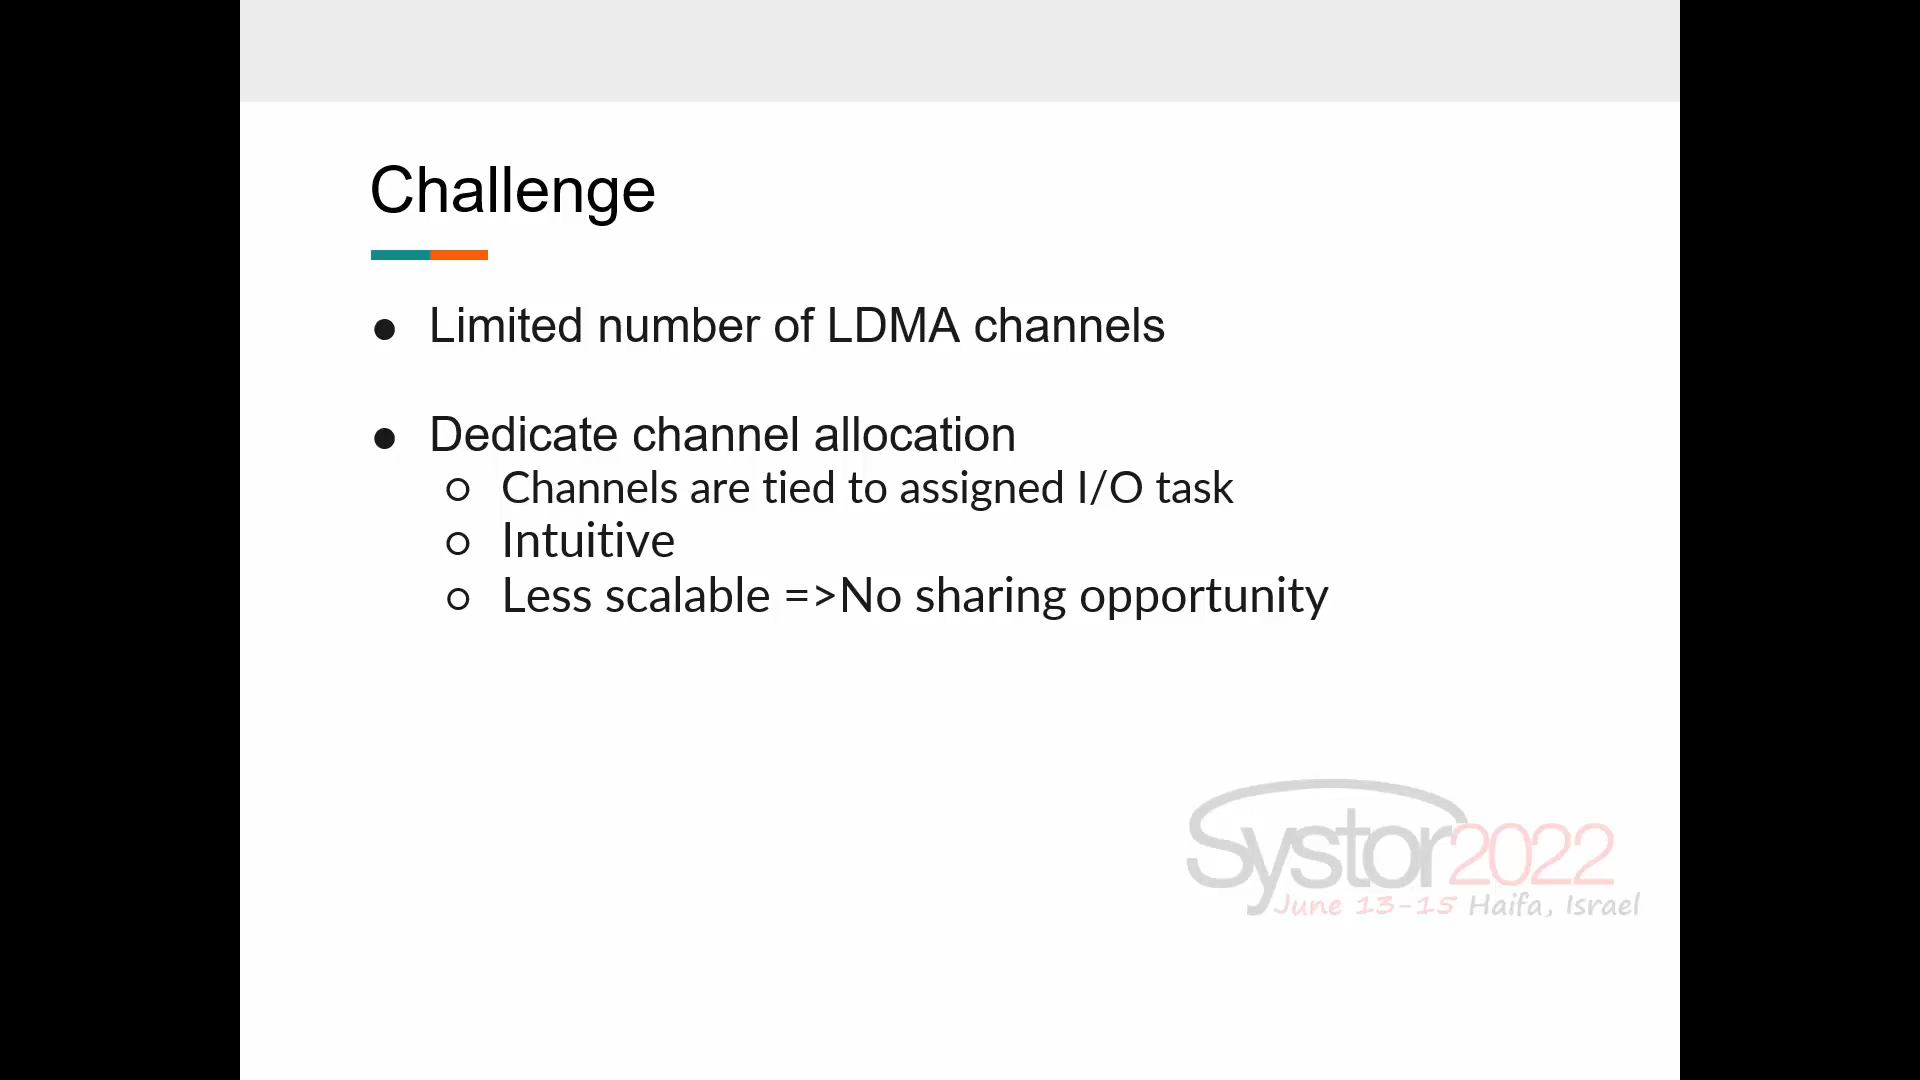 Challenge
● Limited number of LDMA channels
● Dedicate channel allocation
○ Channels are tied to assigned I/O task
○ Intuitive
○ Less scalable =>No sharing opportunity
Systor2022
June 13-15 Haifa, Israel